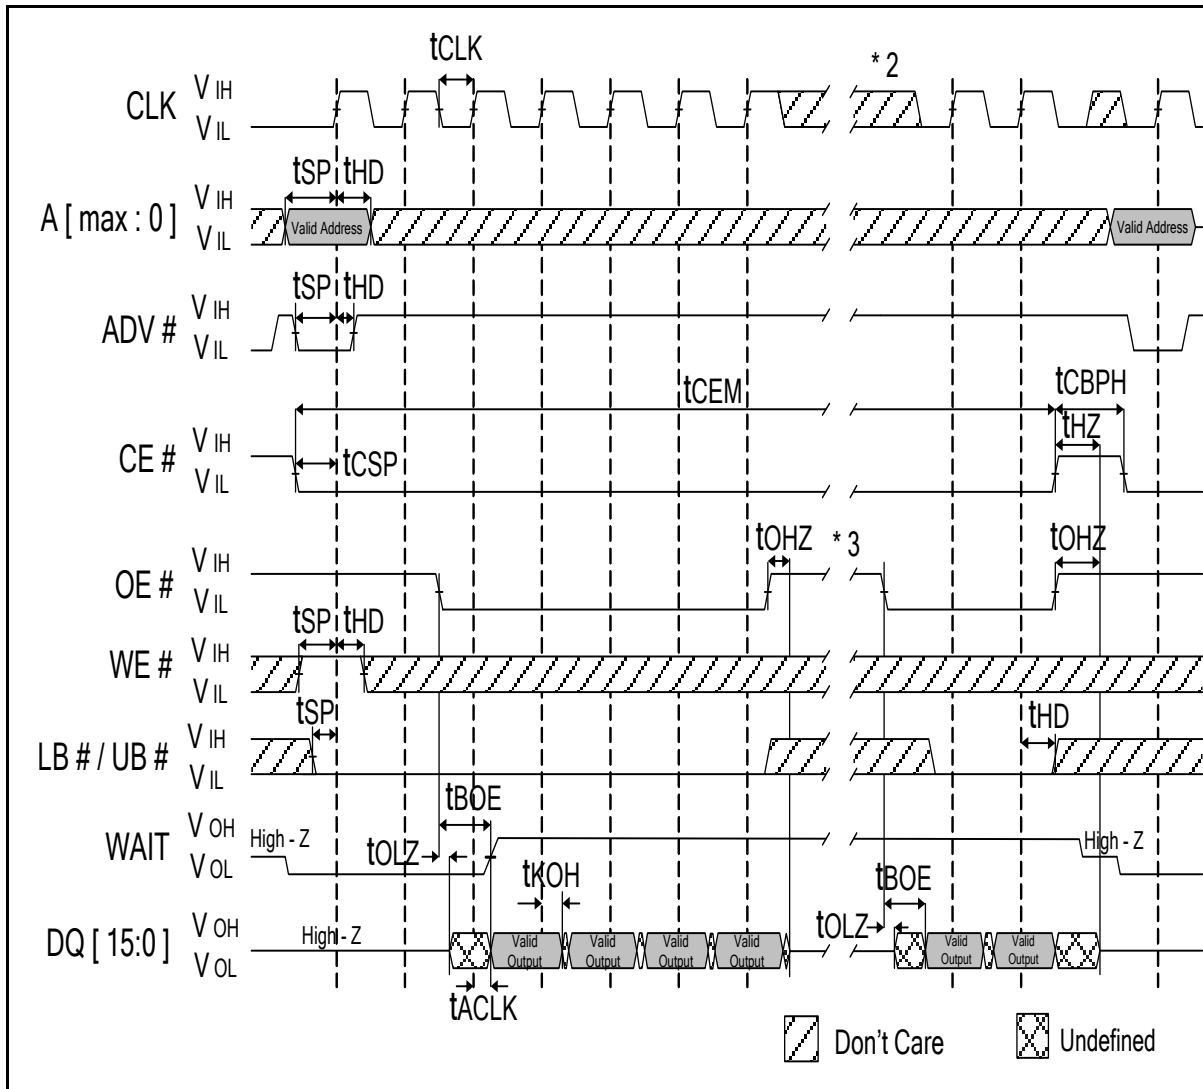 tCLK
* 2
CLK
V IH
V IL
tSP tHD
A [ max : 0 ]
V IH
V IL
Valid Address
Valid Address
tSP tHD
ADV #
V IH
V IL
tCEM
tCBPH
tHZ
CE #
V IH
V IL
tCSP
tOHZ
* 3
tOHZ
OE #
V IH
V IL
tSP tHD
WE #
V IH
V IL
tSP
tHD
LB # / UB #
V IH
V IL
tBOE
WAIT
V OH
V OL
High - Z
High - Z
tOLZ
tKOH
tBOE
tOLZ
DQ [ 15:0 ]
V OH
V OL
High - Z
Valid Output
Valid Output
Valid Output
Valid Output
Valid Output
Valid Output
tACLK
Don't Care
Undefined